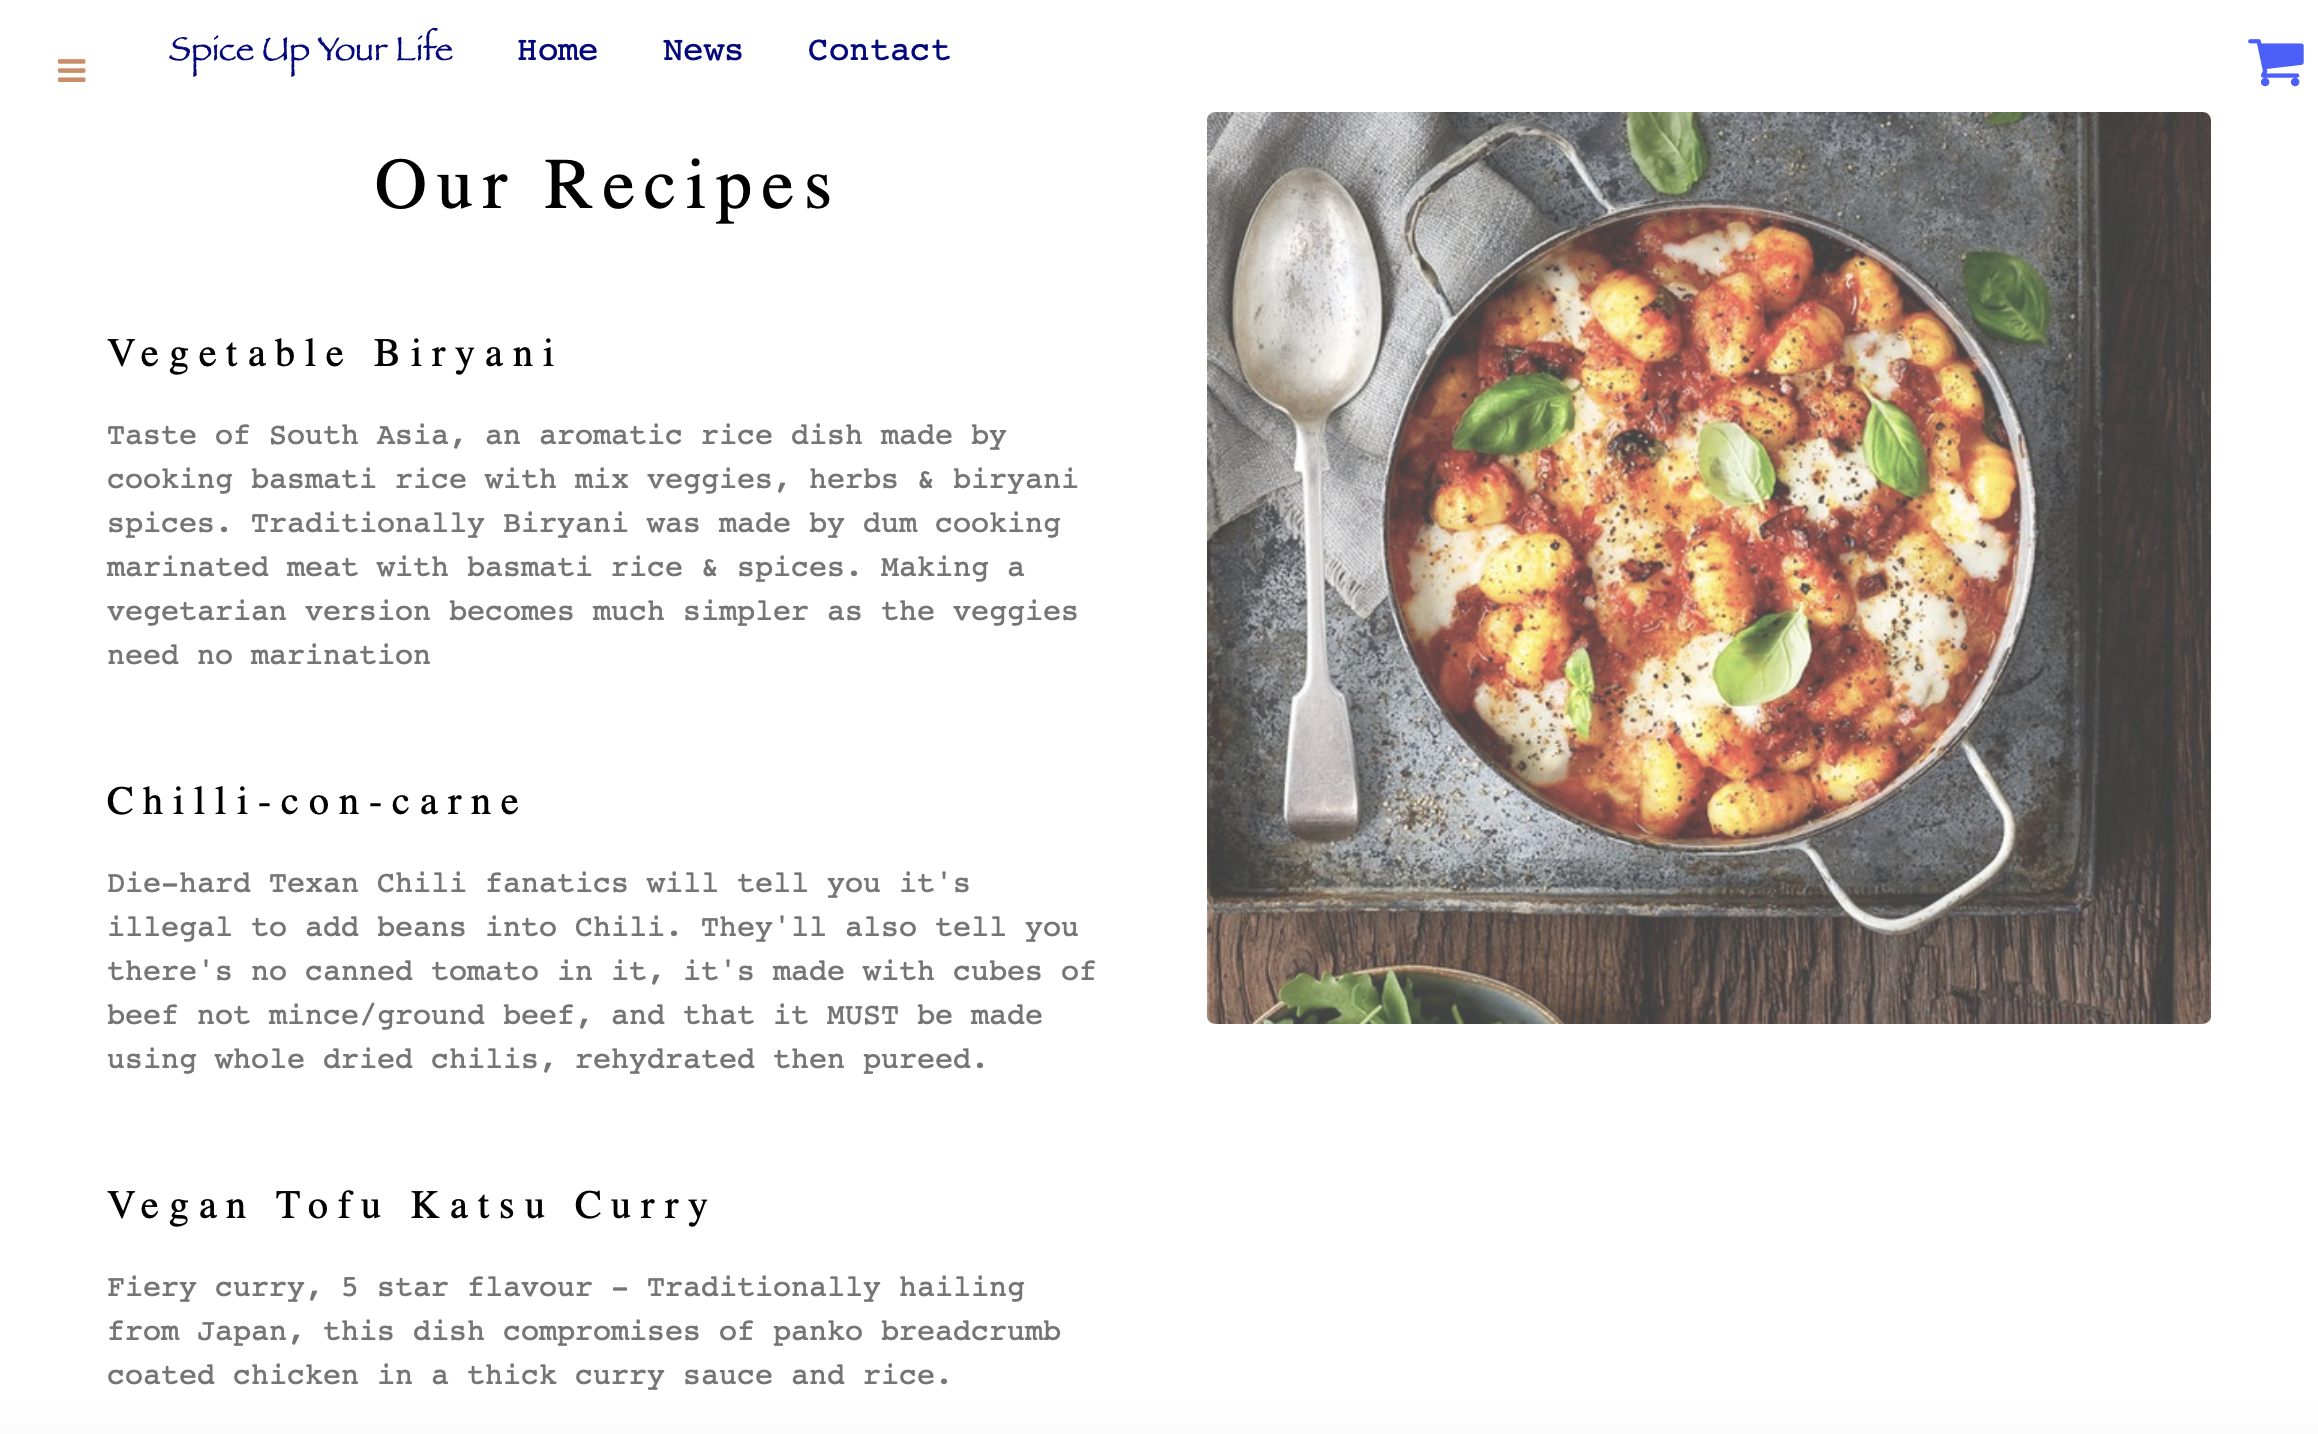 Spice Up Your Life Home News Contact
Our Recipes
Vegetable Biryani
Taste of South Asia, an aromatic rice dish made by
cooking basmati rice with mix veggies, herbs & biryani
spices. Traditionally Biryani was made by dum cooking
marinated meat with basmati rice & spices. Making a
vegetarian version becomes much simpler as the veggies
need no marination
Chilli-con-carne
Die-hard Texan Chili fanatics will tell you it's
illegal to add beans into Chili. They'll also tell you
there's no canned tomato in it, it's made with cubes of
beef not mince/ground beef, and that it MUST be made
using whole dried chilis, rehydrated then pureed.
Vegan Tofu Katsu Curry
Fiery curry, 5 star flavour - Traditionally hailing
from Japan, this dish compromises of panko breadcrumb
coated chicken in a thick curry sauce and rice.